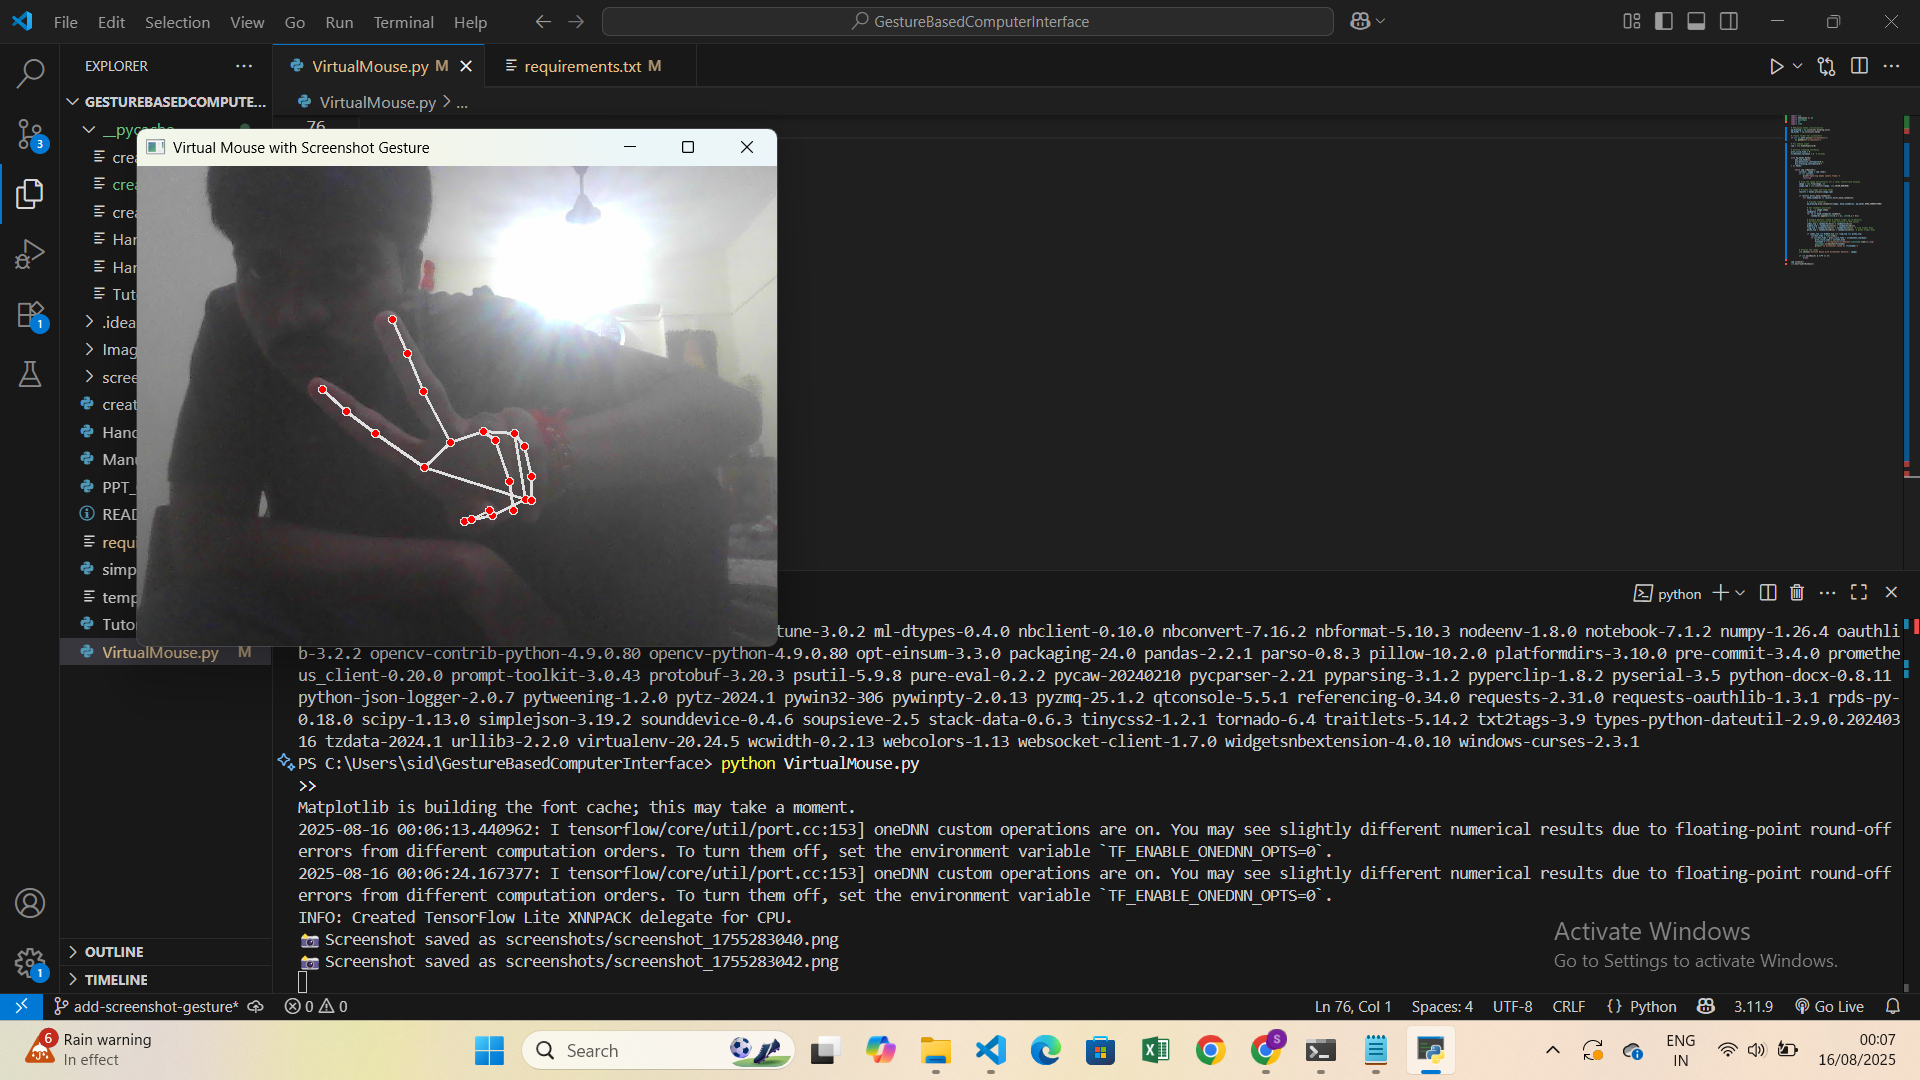 File Edit Selection View Go Run Terminal Help
GestureBasedComputerInterface
EXPLORER
VirtualMouse.py M
requirements.txt M
GESTUREBASEDCOMPUTE...
VirtualMouse.py > ...
76
__pycache__
Virtual Mouse with Screenshot Gesture
crea
crea
crea
Han
Han
Tuto
.idea
Imag
scree
creat
Hand
Manu
PPT_
READ
requi
simp
temp
Tutor
VirtualMouse.py M
python
tune-3.0.2 ml-dtypes-0.4.0 nbclient-0.10.0 nbconvert-7.16.2 nbformat-5.10.3 nodeenv-1.8.0 notebook-7.1.2 numpy-1.26.4 oauthli
b-3.2.2 opencv-contrib-python-4.9.0.80 opencv-python-4.9.0.80 opt-einsum-3.3.0 packaging-24.0 pandas-2.2.1 parso-0.8.3 pillow-10.2.0 platformdirs-3.10.0 pre-commit-3.4.0 promethe
us_client-0.20.0 prompt-toolkit-3.0.43 protobuf-3.20.3 psutil-5.9.8 pure-eval-0.2.2 pycaw-20240210 pycparser-2.21 pyparsing-3.1.2 pyperclip-1.8.2 pyserial-3.5 python-docx-0.8.11
python-json-logger-2.0.7 pytweening-1.2.0 pytz-2024.1 pywin32-306 pywinpty-2.0.13 pyzmq-25.1.2 qtconsole-5.5.1 referencing-0.34.0 requests-2.31.0 requests-oauthlib-1.3.1 rpds-py-
0.18.0 scipy-1.13.0 simplejson-3.19.2 sounddevice-0.4.6 soupsieve-2.5 stack-data-0.6.3 tinycss2-1.2.1 tornado-6.4 traitlets-5.14.2 txt2tags-3.9 types-python-dateutil-2.9.0.202403
16 tzdata-2024.1 urllib3-2.2.0 virtualenv-20.24.5 wcwidth-0.2.13 webcolors-1.13 websocket-client-1.7.0 widgetsnbextension-4.0.10 windows-curses-2.3.1
PS C:\Users\sid\GestureBasedComputerInterface> python VirtualMouse.py
>>
Matplotlib is building the font cache; this may take a moment.
2025-08-16 00:06:13.440962: I tensorflow/core/util/port.cc:153] oneDNN custom operations are on. You may see slightly different numerical results due to floating-point round-off
errors from different computation orders. To turn them off, set the environment variable `TF_ENABLE_ONEDNN_OPTS=0`.
2025-08-16 00:06:24.167377: I tensorflow/core/util/port.cc:153] oneDNN custom operations are on. You may see slightly different numerical results due to floating-point round-off
errors from different computation orders. To turn them off, set the environment variable `TF_ENABLE_ONEDNN_OPTS=0`.
INFO: Created TensorFlow Lite XNNPACK delegate for CPU.
📸 Screenshot saved as screenshots/screenshot_1755283040.png
📸 Screenshot saved as screenshots/screenshot_1755283042.png
OUTLINE
TIMELINE
Activate Windows
Go to Settings to activate Windows.
add-screenshot-gesture* 0 0 Ln 76, Col 1 Spaces: 4 UTF-8 CRLF {} Python 3.11.9 Go Live
6 Rain warning
In effect
Search
ENG
IN
00:07
16/08/2025